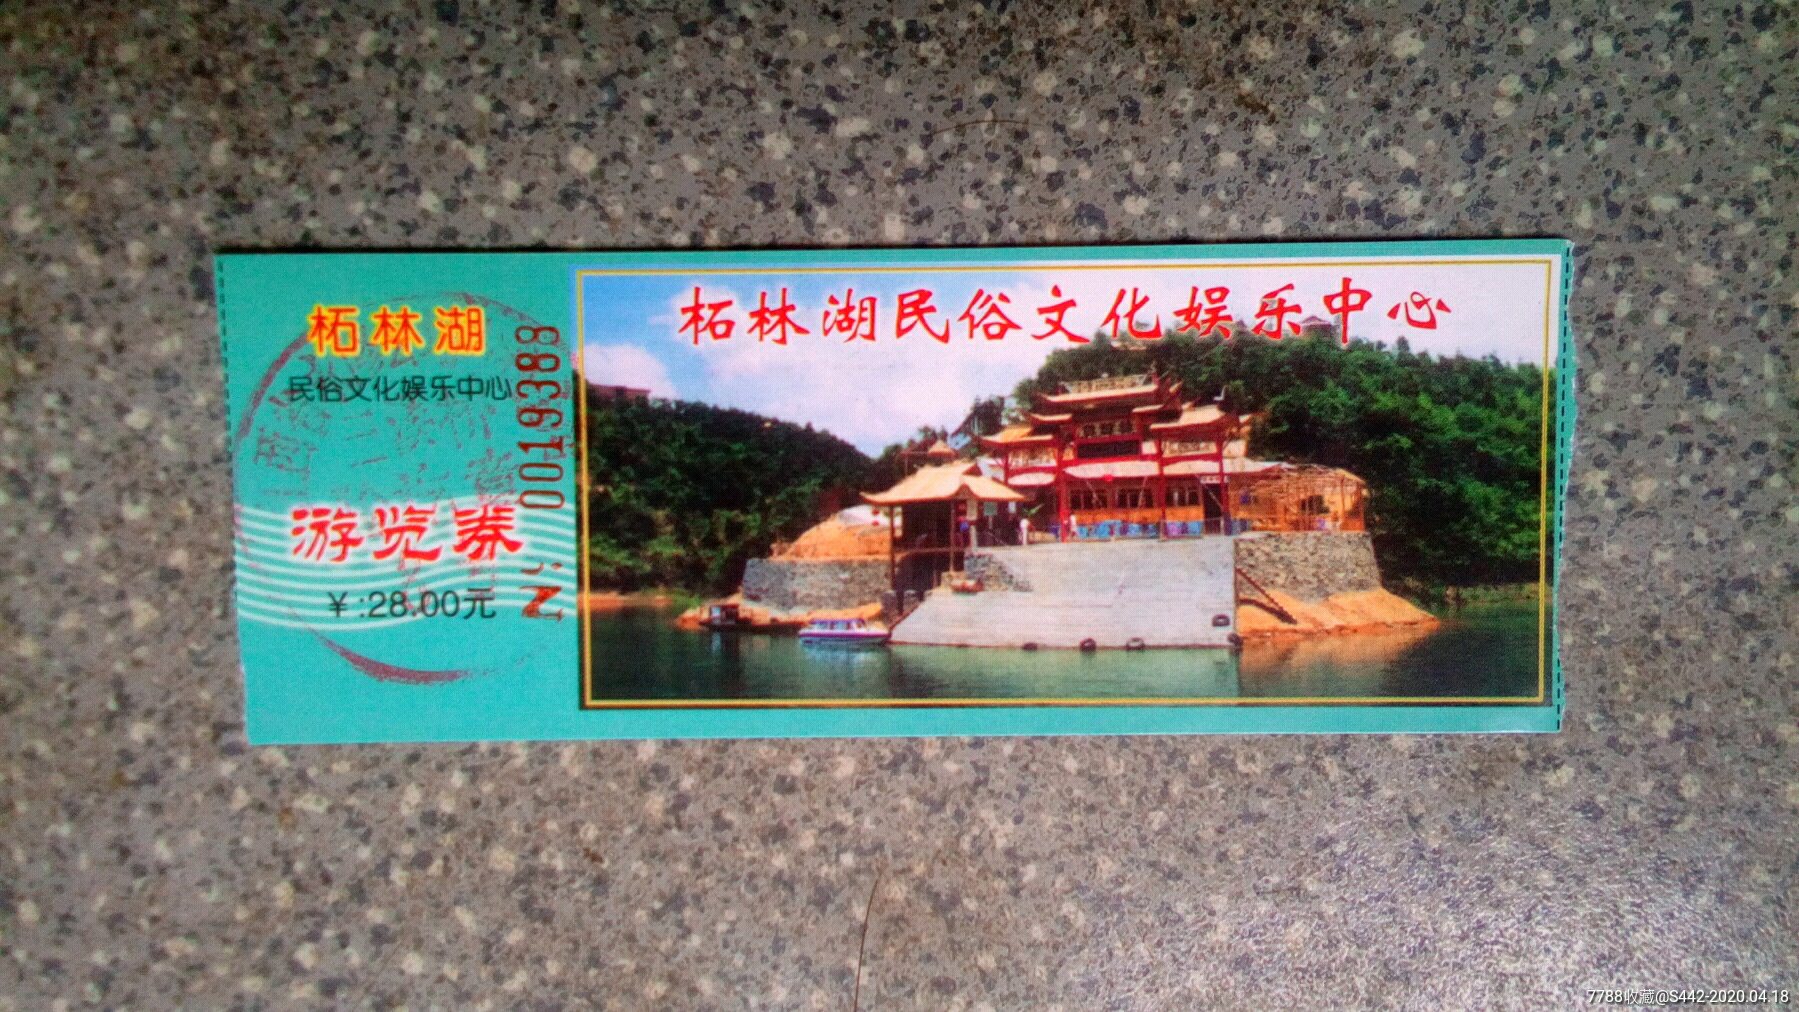 柘林湖
民俗文化娱乐中心
游览券
￥:28.00元
Nº 0019388
柘林湖民俗文化娱乐中心
7788收藏@S442-2020.04.18